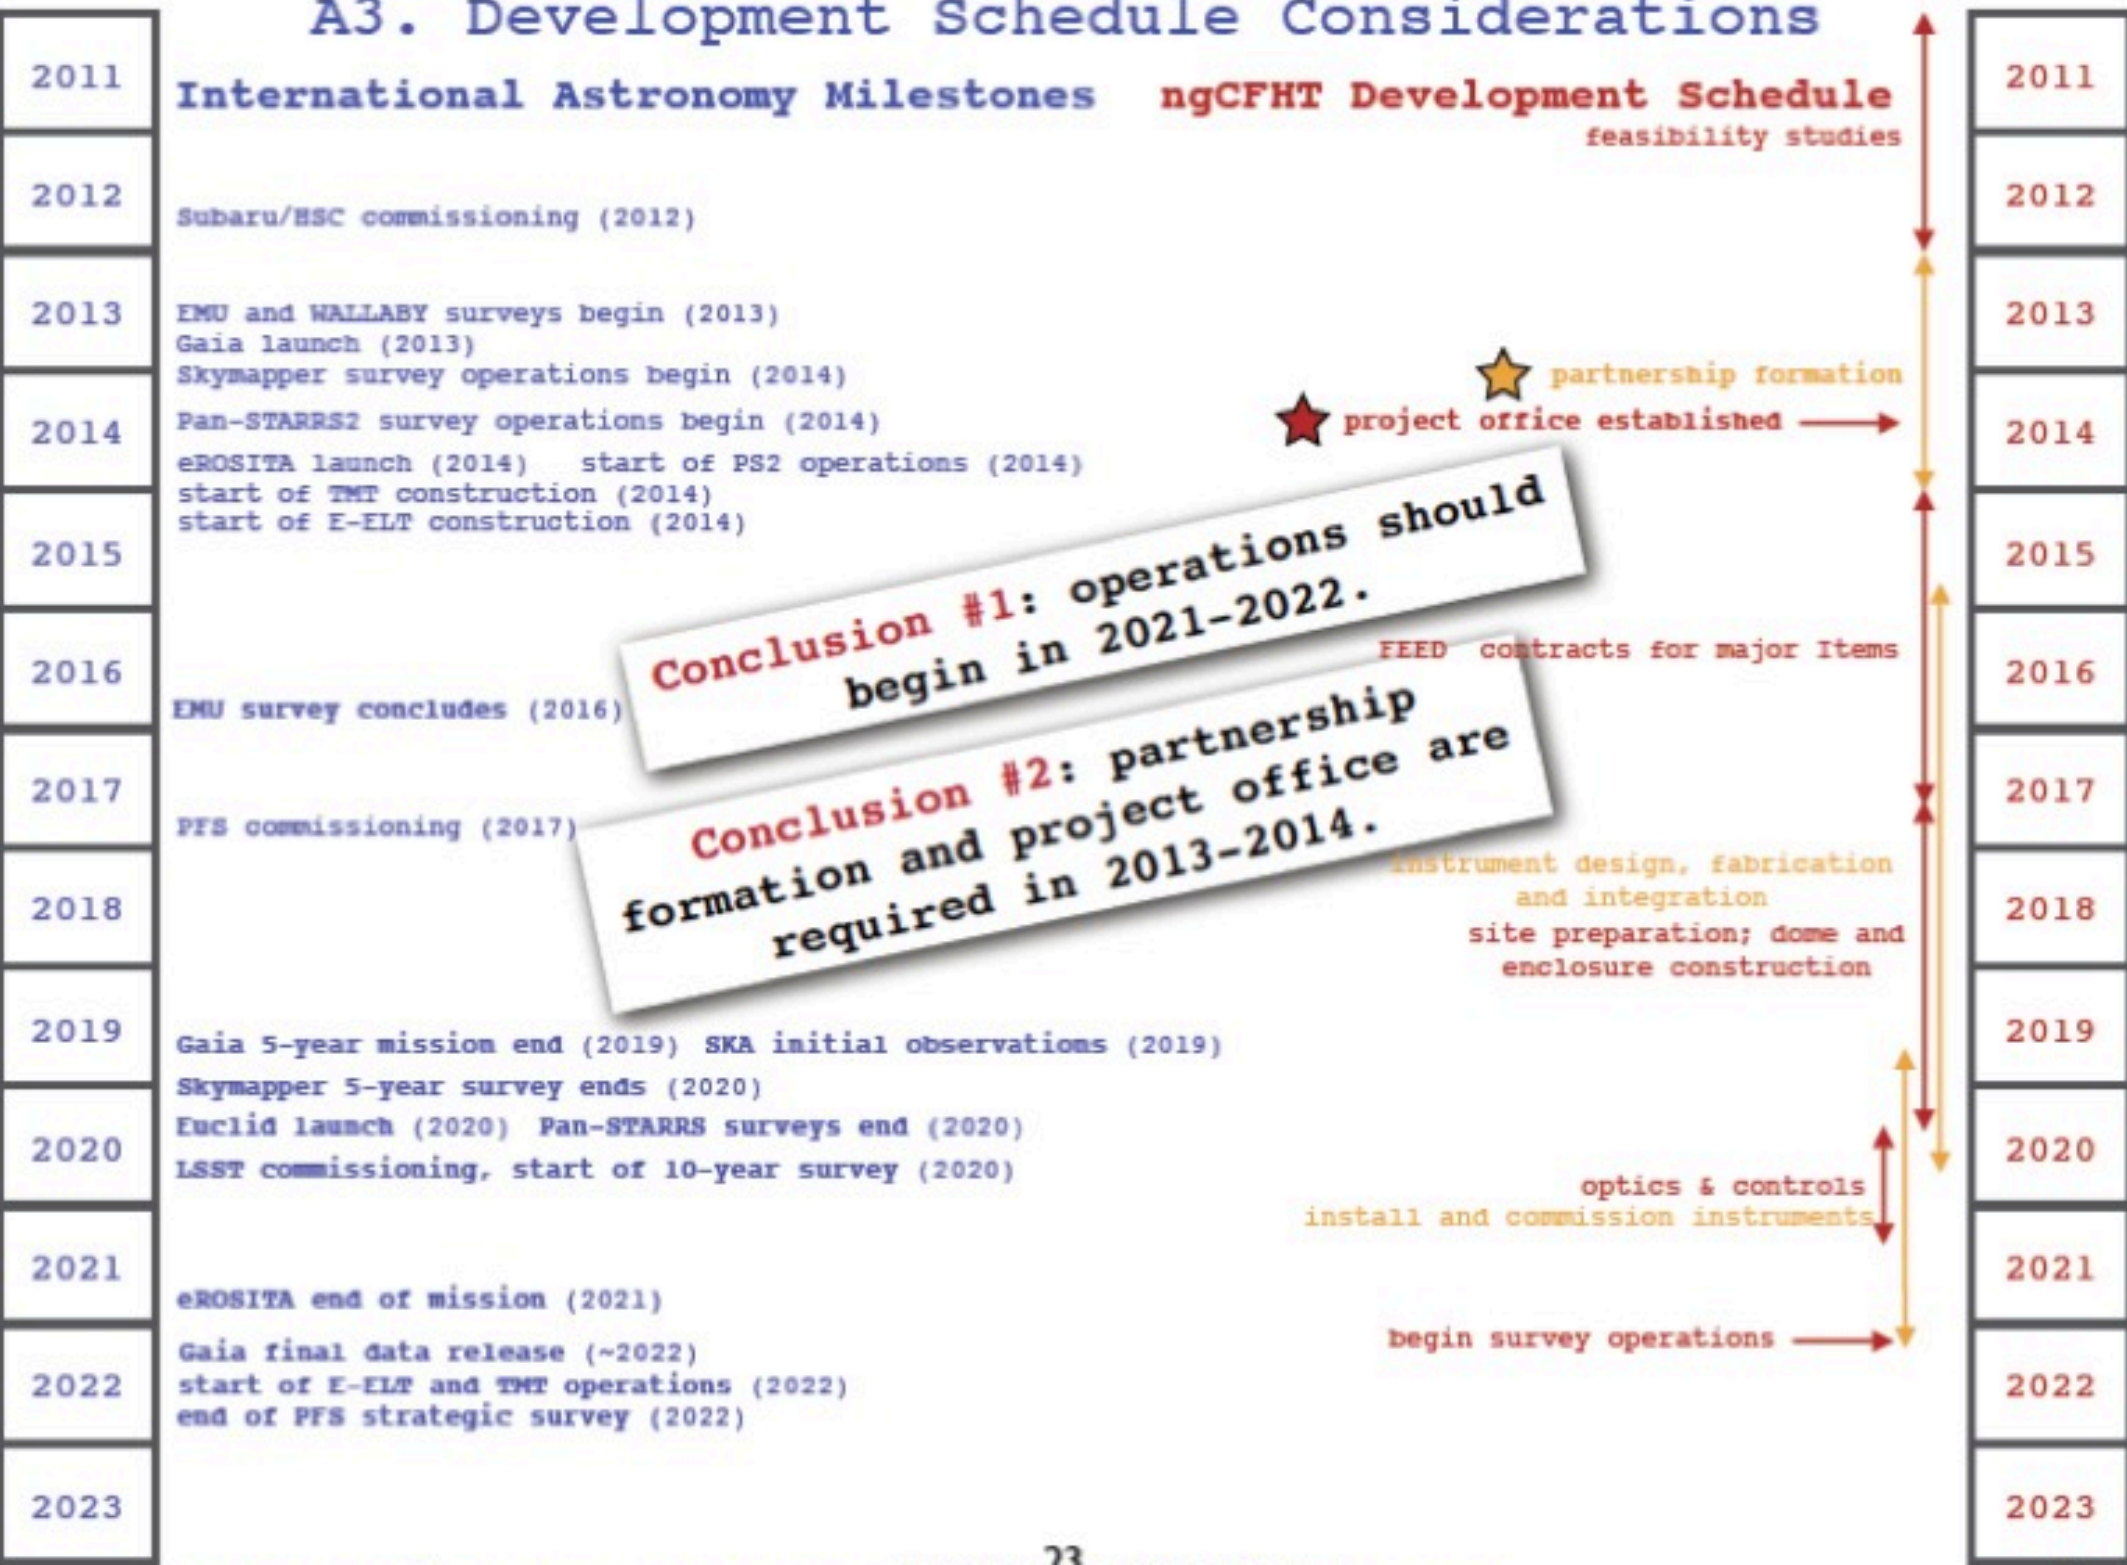 A3. Development Schedule Considerations
International Astronomy Milestones
ngCFHT Development Schedule
2011
2012
2013
2014
2015
2016
2017
2018
2019
2020
2021
2022
2023
Subaru/HSC commissioning (2012)
EMU and WALLABY surveys begin (2013)
Gaia launch (2013)
Skymapper survey operations begin (2014)
Pan-STARRS2 survey operations begin (2014)
eROSITA launch (2014) start of PS2 operations (2014)
start of TMT construction (2014)
start of E-ELT construction (2014)
EMU survey concludes (2016)
PFS commissioning (2017)
Gaia 5-year mission end (2019) SKA initial observations (2019)
Skymapper 5-year survey ends (2020)
Euclid launch (2020) Pan-STARRS surveys end (2020)
LSST commissioning, start of 10-year survey (2020)
eROSITA end of mission (2021)
Gaia final data release (~2022)
start of E-ELT and TMT operations (2022)
end of PFS strategic survey (2022)
Conclusion #1: operations should
begin in 2021-2022.
Conclusion #2: partnership
formation and project office are
required in 2013-2014.
feasibility studies
partnership formation
project office established
FEED contracts for major Items
instrument design, fabrication
and integration
site preparation; dome and
enclosure construction
optics & controls
install and commission instruments
begin survey operations
2011
2012
2013
2014
2015
2016
2017
2018
2019
2020
2021
2022
2023
23